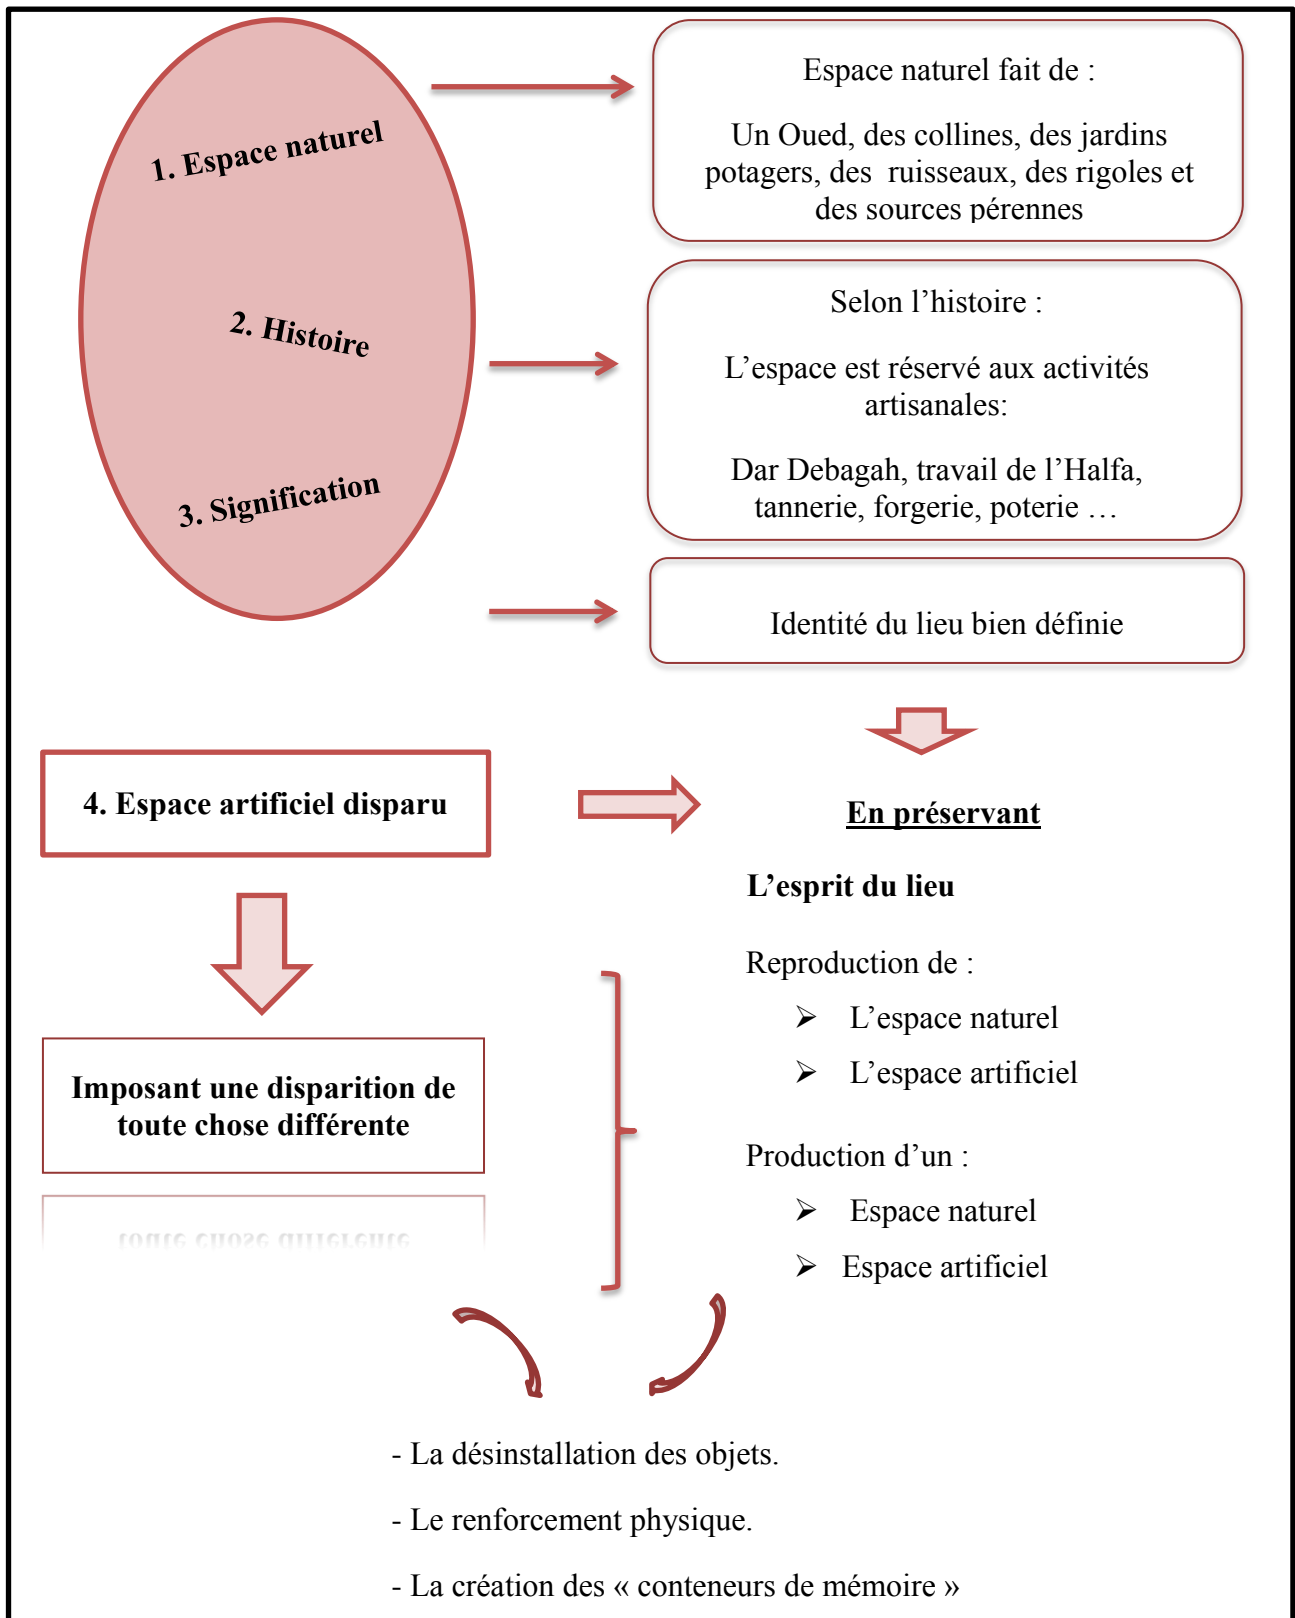 1. Espace naturel
Espace naturel fait de :
Un Oued, des collines, des jardins
potagers, des ruisseaux, des rigoles et
des sources pérennes
2. Histoire
Selon l’histoire :
L’espace est réservé aux activités
artisanales:
Dar Debagah, travail de l’Halfa,
tannerie, forgerie, poterie …
3. Signification
Identité du lieu bien définie
4. Espace artificiel disparu
En préservant
L’esprit du lieu
Reproduction de :
➢ L’espace naturel
➢ L’espace artificiel
Imposant une disparition de
toute chose différente
Production d’un :
➢ Espace naturel
➢ Espace artificiel
- La désinstallation des objets.
- Le renforcement physique.
- La création des « conteneurs de mémoire »